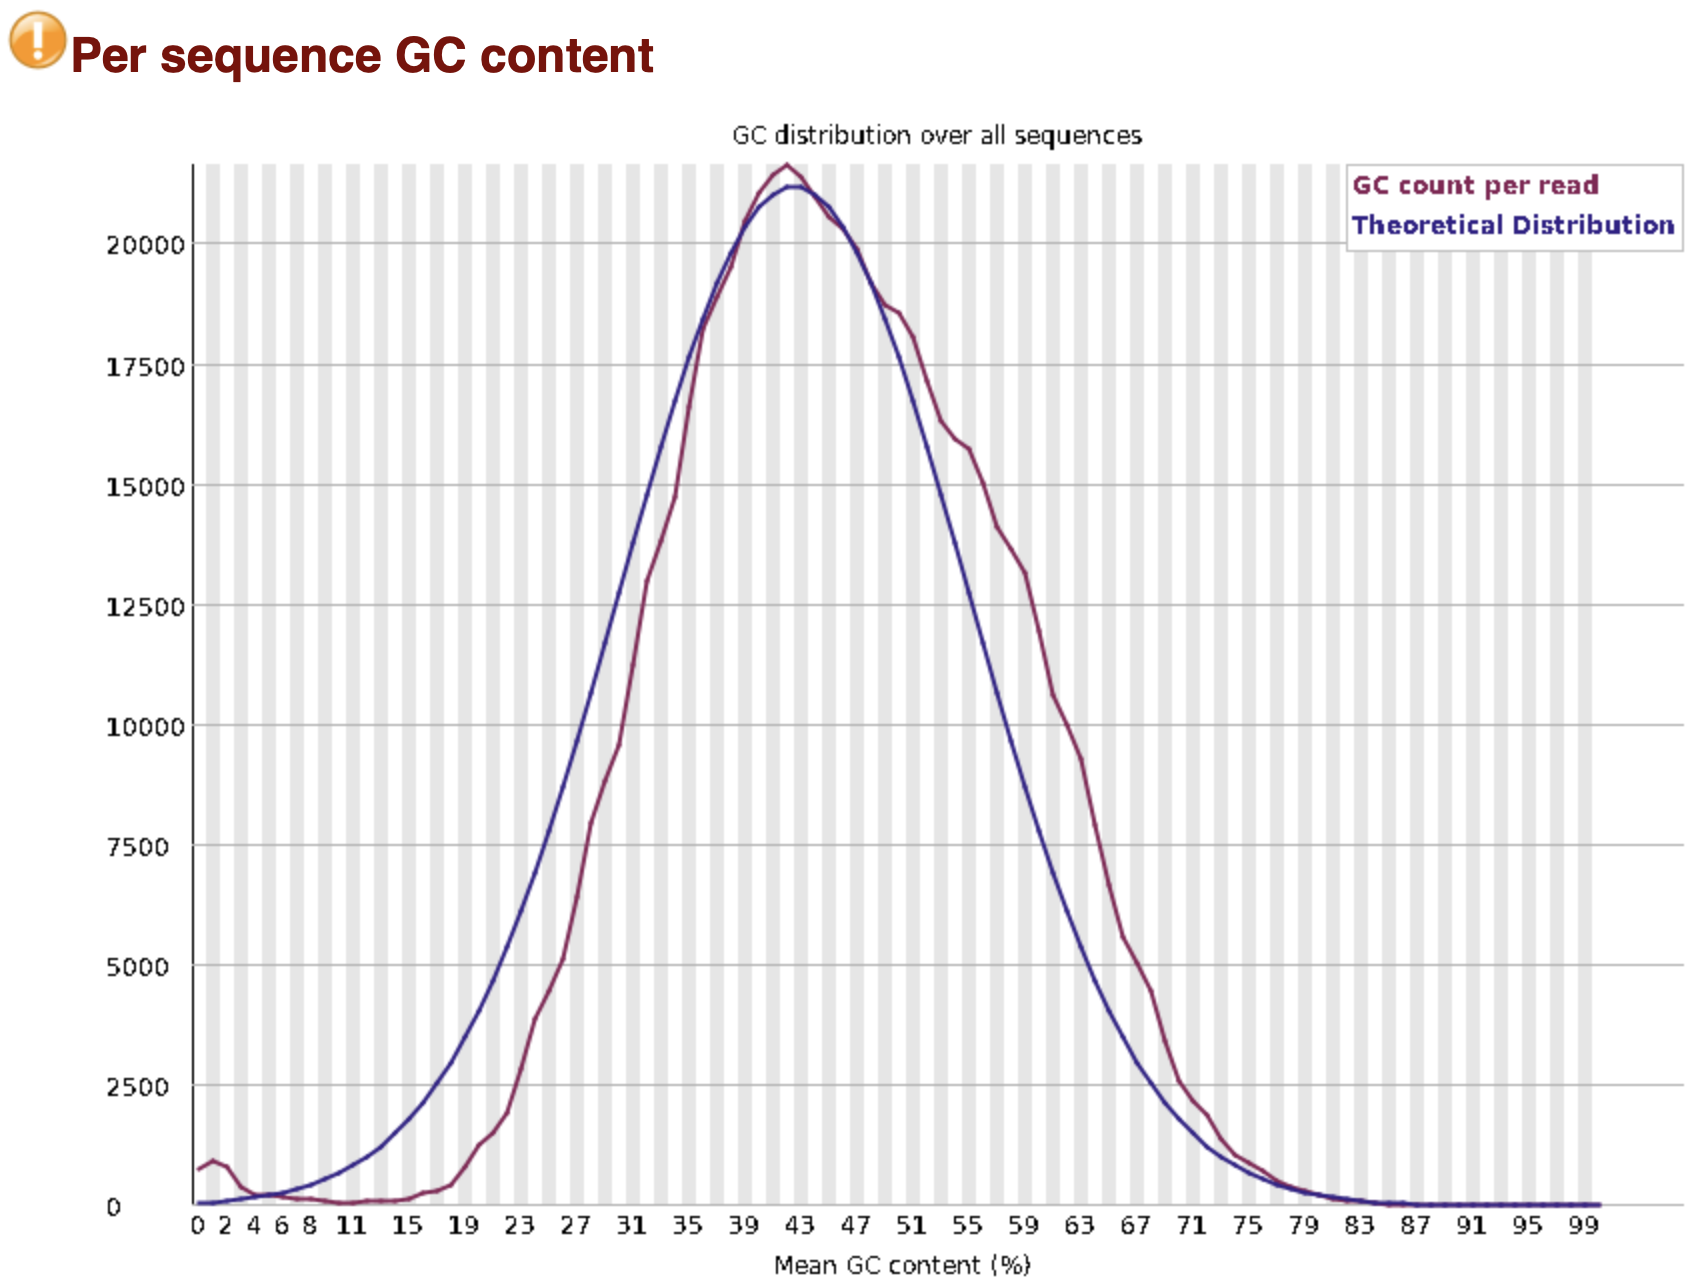 Per sequence GC content
GC distribution over all sequences
GC count per read
Theoretical Distribution
20000
17500
15000
12500
10000
7500
5000
2500
0
0 2 4 6 8 11 15 19 23 27 31 35 39 43 47 51 55 59 63 67 71 75 79 83 87 91 95 99
Mean GC content (%)